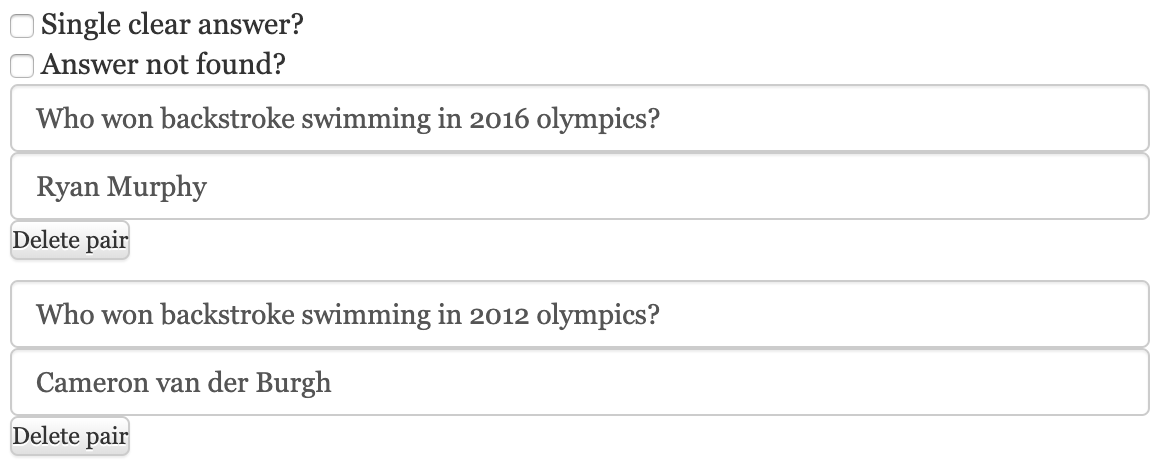 Single clear answer?
Answer not found?
Who won backstroke swimming in 2016 olympics?
Ryan Murphy
Delete pair
Who won backstroke swimming in 2012 olympics?
Cameron van der Burgh
Delete pair